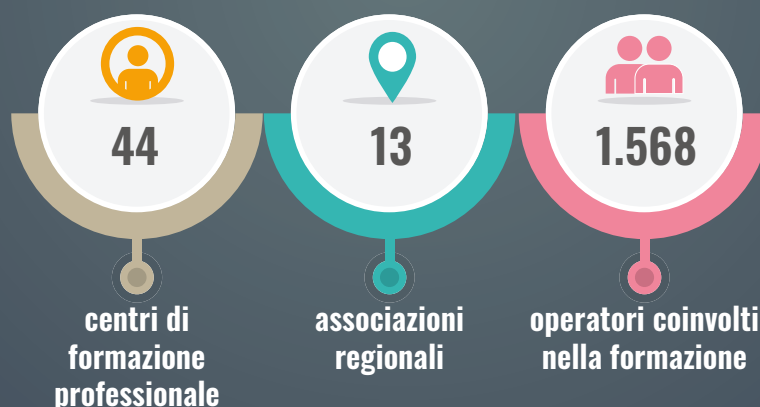 44
centri di
formazione
professionale
13
associazioni
regionali
1.568
operatori coinvolti
nella formazione